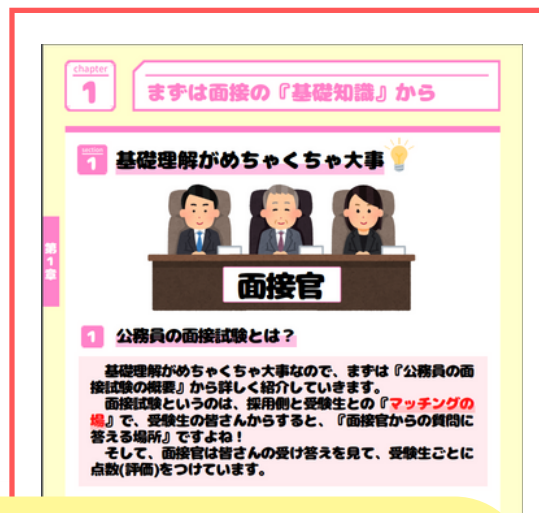 chapter
1
まずは面接の『基礎知識』から
section
1
基礎理解がめちゃくちゃ大事
面接官
第1章
1 公務員の面接試験とは？
基礎理解がめちゃくちゃ大事なので、まずは『公務員の面
接試験の概要』から詳しく紹介していきます。
面接試験というのは、採用側と受験生との『マッチングの
場』で、受験生の皆さんからすると、『面接官からの質問に
答える場所』ですよね！
そして、面接官は皆さんの受け答えを見て、受験生ごとに
点数(評価)をつけています。